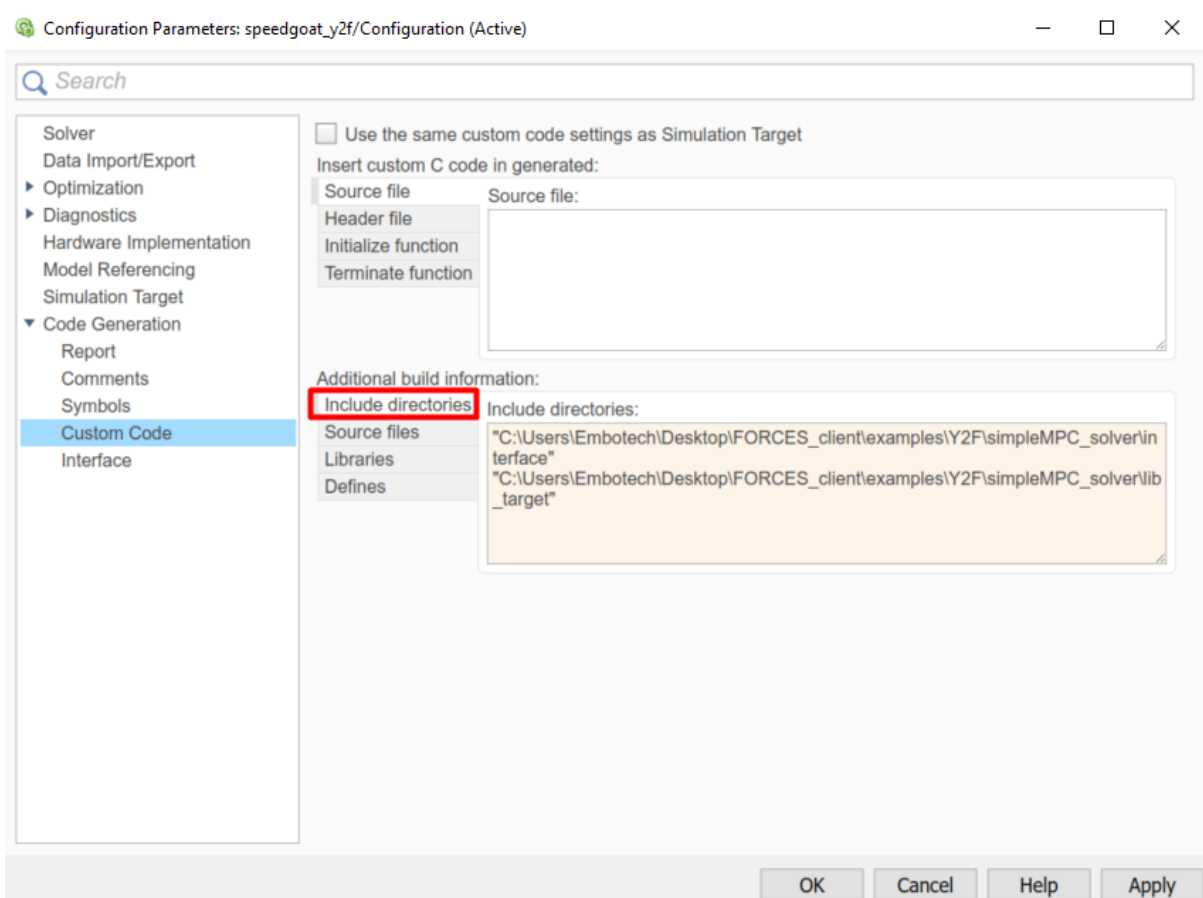 Configuration Parameters: speedgoat_y2f/Configuration (Active)
Search
Solver
Data Import/Export
Optimization
Diagnostics
Hardware Implementation
Model Referencing
Simulation Target
Code Generation
Report
Comments
Symbols
Custom Code
Interface
Use the same custom code settings as Simulation Target
Insert custom C code in generated:
Source file
Header file
Initialize function
Terminate function
Source file:
Additional build information:
Include directories
Source files
Libraries
Defines
Include directories:
"C:\Users\Embotech\Desktop\FORCES_client\examples\Y2F\simpleMPC_solver\in
terface"
"C:\Users\Embotech\Desktop\FORCES_client\examples\Y2F\simpleMPC_solver\lib
_target"
OK
Cancel
Help
Apply